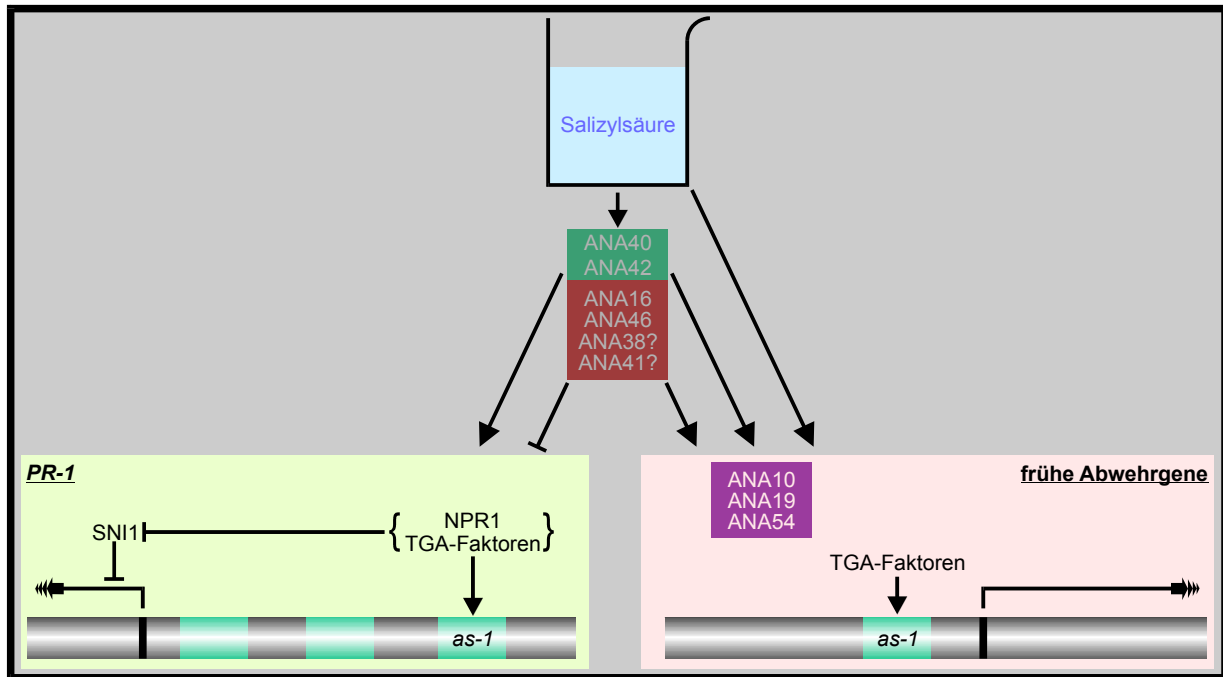 Salizylsäure
ANA40
ANA42
ANA16
ANA46
ANA38?
ANA41?
PR-1
SNI1
{ NPR1
TGA-Faktoren }
as-1
frühe Abwehrgene
ANA10
ANA19
ANA54
TGA-Faktoren
as-1